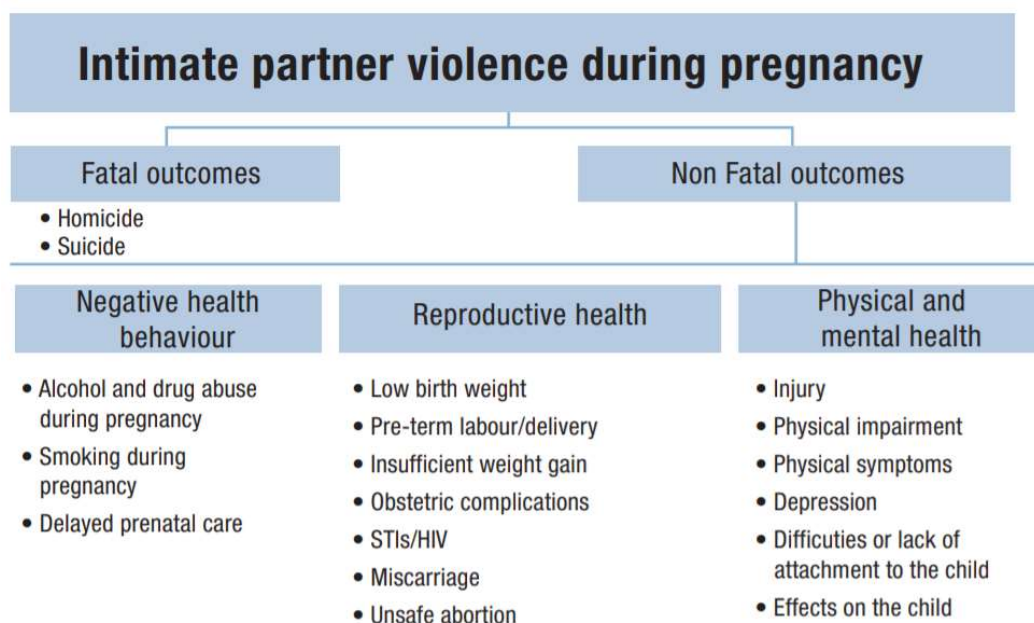 Intimate partner violence during pregnancy
Fatal outcomes
• Homicide
• Suicide
Non Fatal outcomes
Negative health
behaviour
• Alcohol and drug abuse
during pregnancy
• Smoking during
pregnancy
• Delayed prenatal care
Reproductive health
• Low birth weight
• Pre-term labour/delivery
• Insufficient weight gain
• Obstetric complications
• STIs/HIV
• Miscarriage
• Unsafe abortion
Physical and
mental health
• Injury
• Physical impairment
• Physical symptoms
• Depression
• Difficuties or lack of
attachment to the child
• Effects on the child